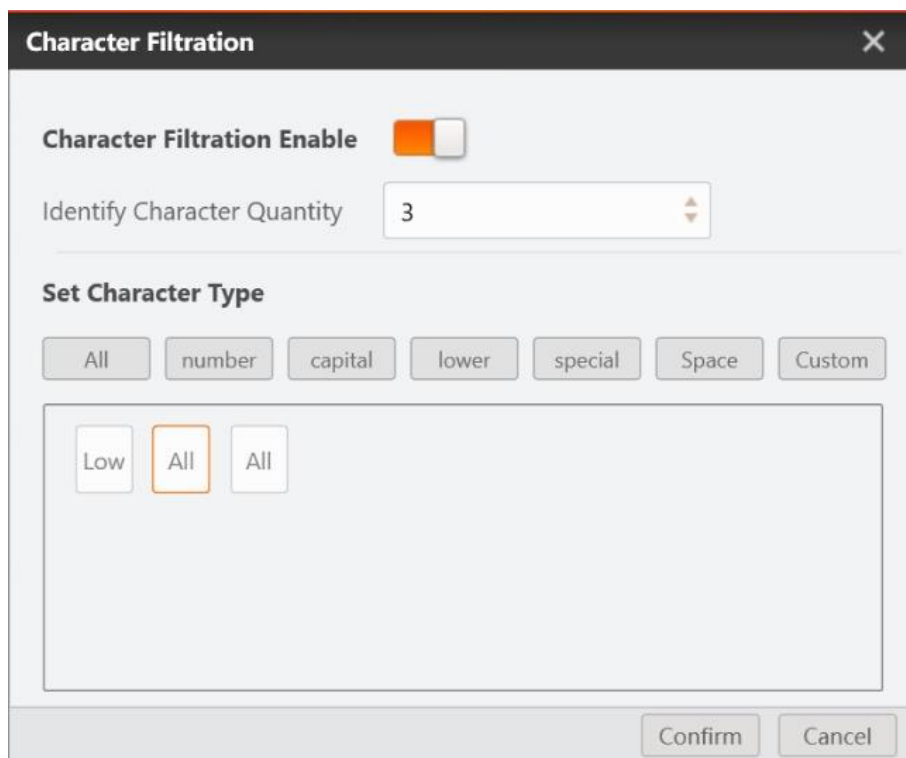 Character Filtration
Character Filtration Enable
Identify Character Quantity 3
Set Character Type
All number capital lower special Space Custom
Low All All
Confirm Cancel